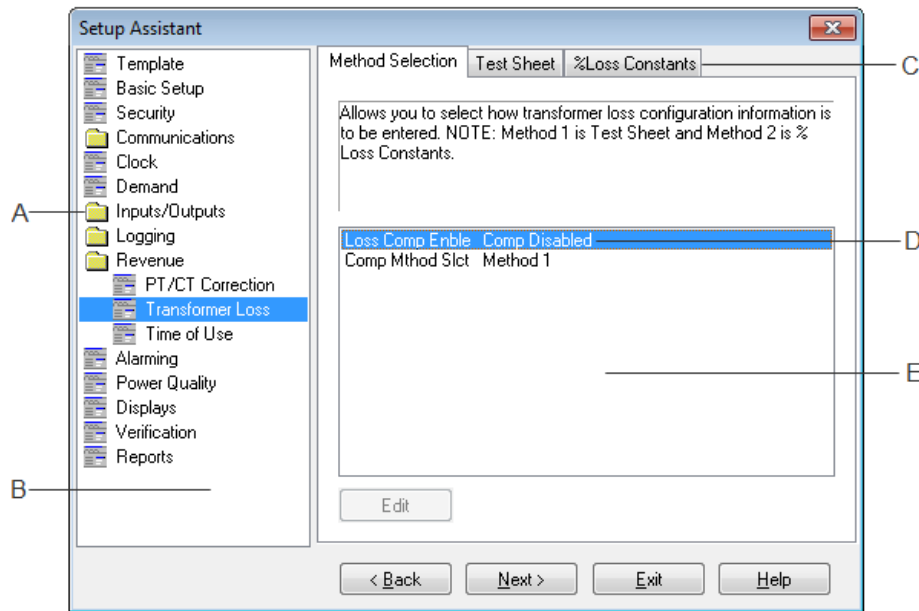 Setup Assistant
Template
Basic Setup
Security
Communications
Clock
Demand
A
Inputs/Outputs
Logging
Revenue
PT/CT Correction
Transformer Loss
Time of Use
Alarming
Power Quality
Displays
Verification
Reports
B
Method Selection Test Sheet %Loss Constants
C
Allows you to select how transformer loss configuration information is
to be entered. NOTE: Method 1 is Test Sheet and Method 2 is %
Loss Constants.
Loss Comp Enble Comp Disabled
D
Comp Mthod Slct Method 1
E
Edit
< Back Next > Exit Help